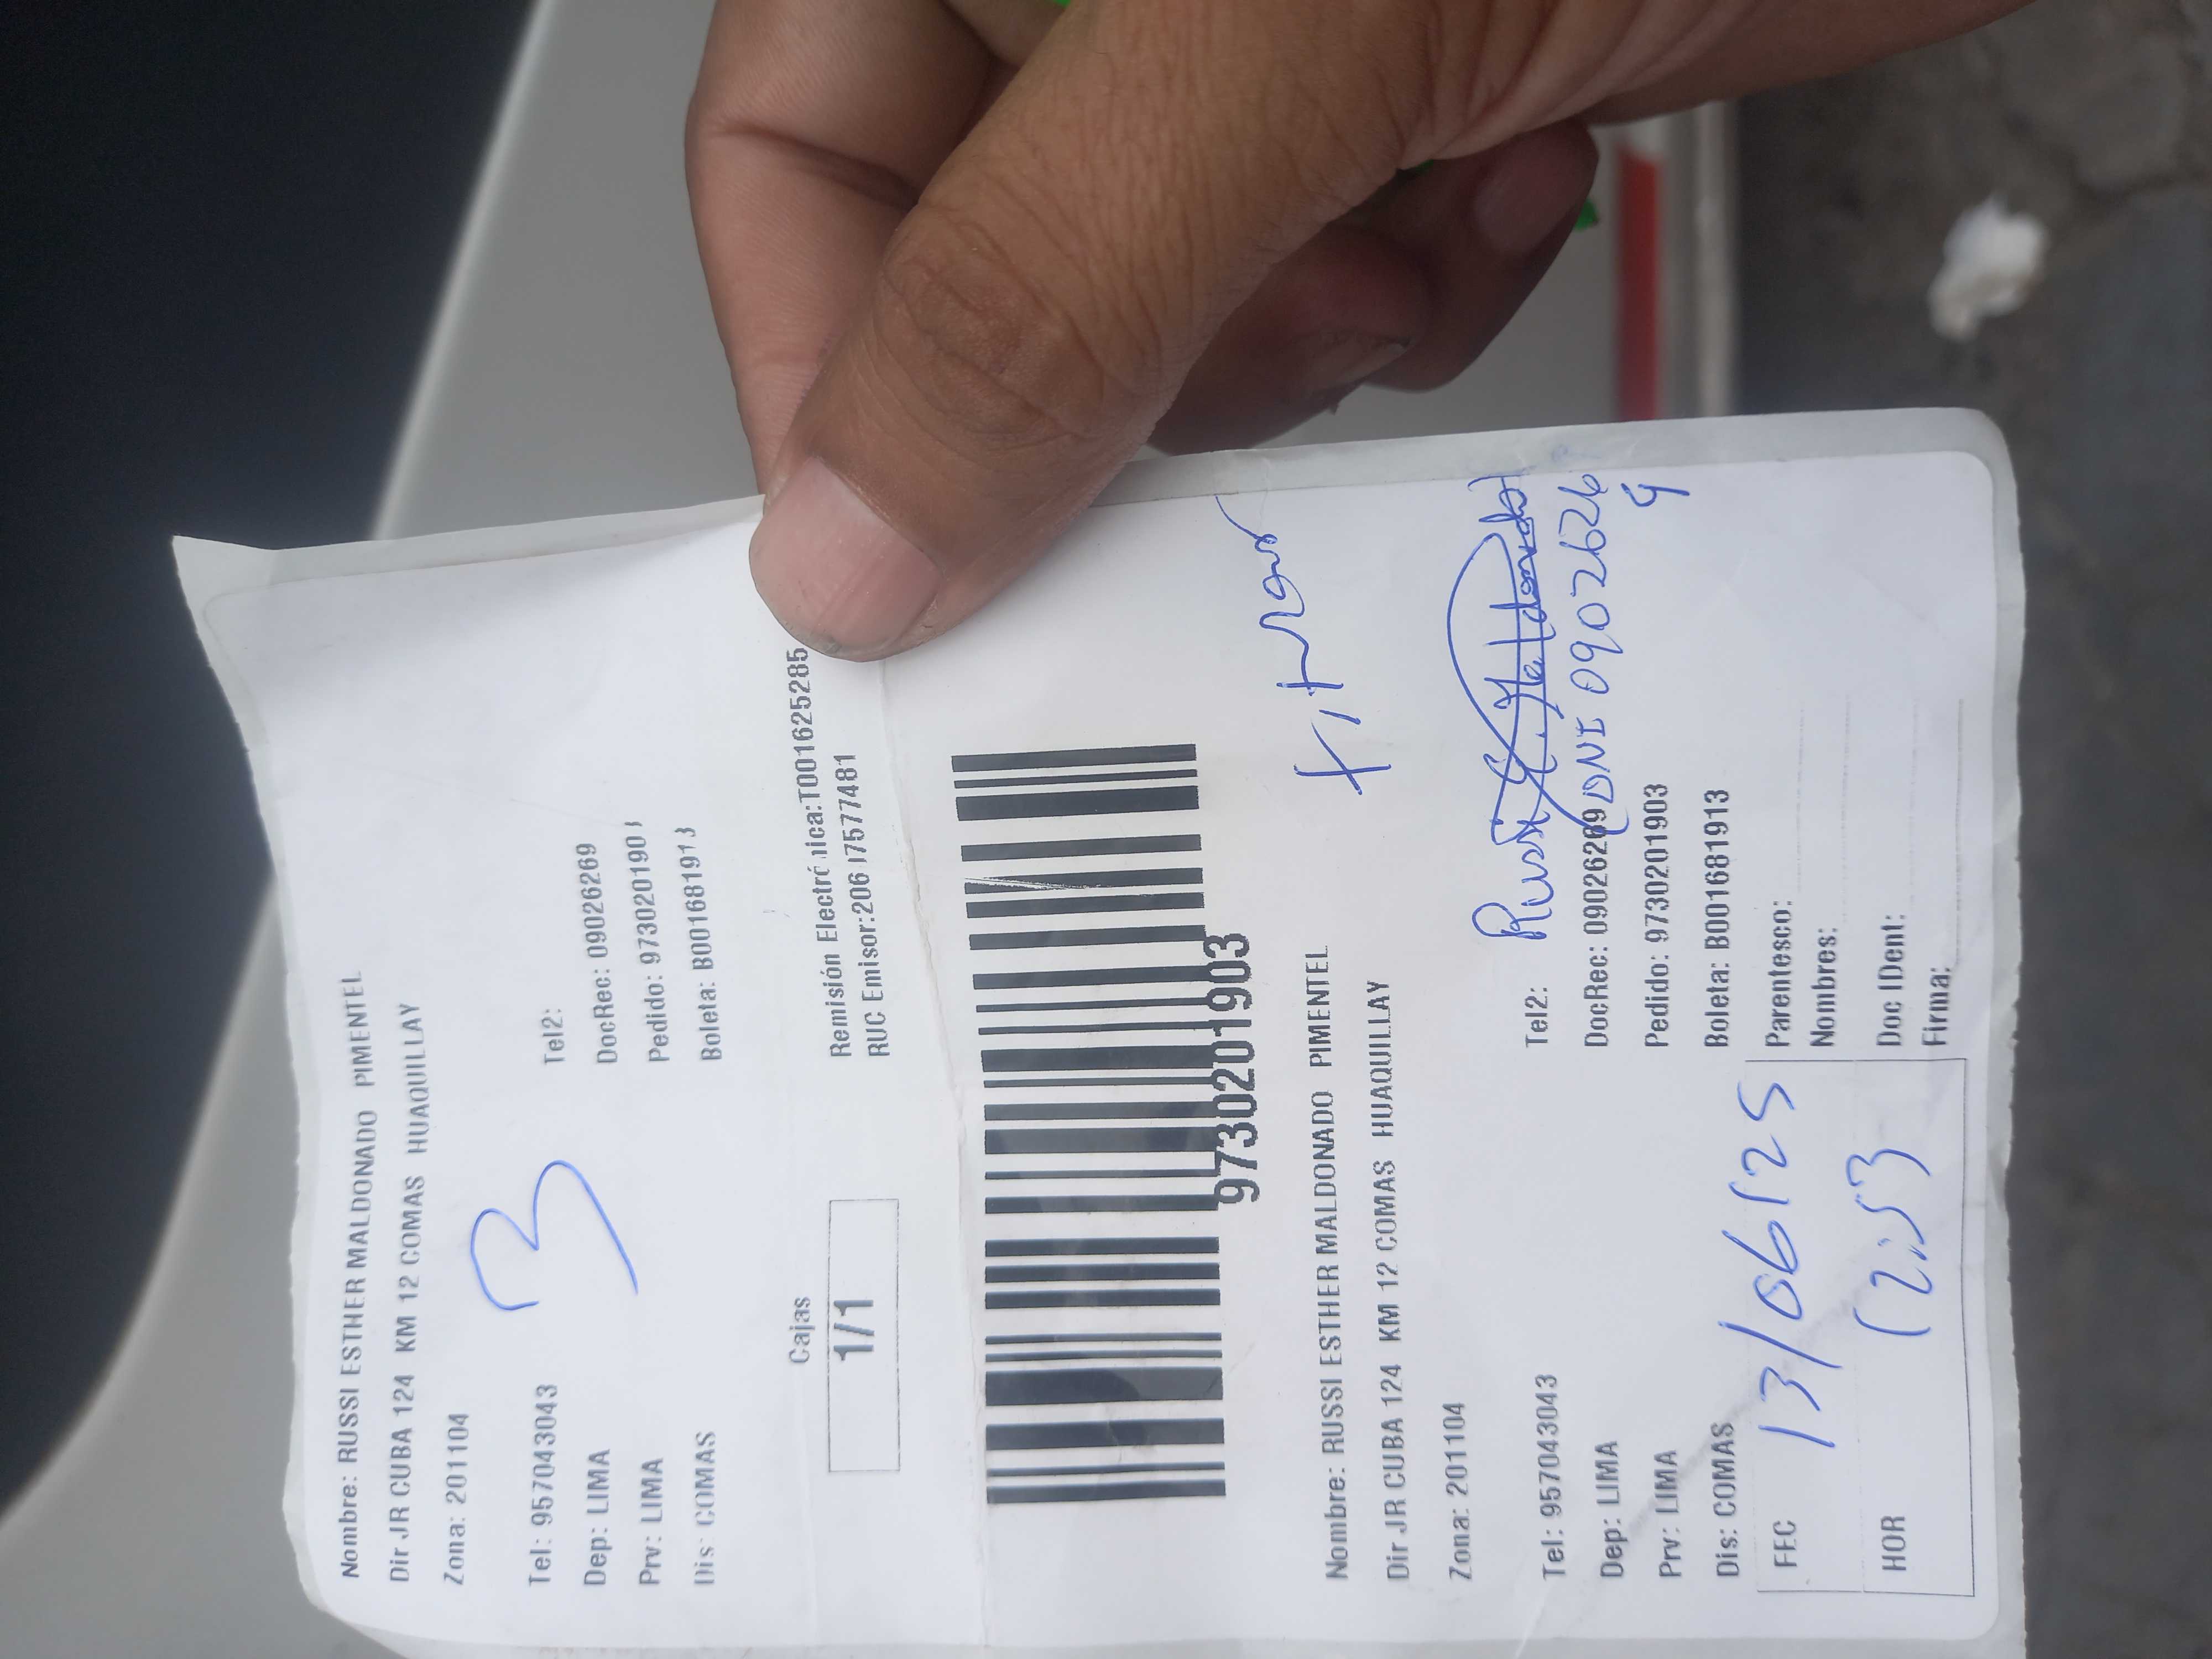 Nombre: RUSSI ESTHER MALDONADO PIMENTEL
Dir JR CUBA 124 KM 12 COMAS HUAQUILLAY
Zona: 201104
3
Tel: 957043043 Tel2:
Dep: LIMA DocRec: 09026269
Prv: LIMA Pedido: 9730201903
Dis: COMAS Boleta: B001681913
Cajas
1/1
Remisión Electrónica:T001625285
RUC Emisor:20617577481
9730201903
Nombre: RUSSI ESTHER MALDONADO PIMENTEL
Dir JR CUBA 124 KM 12 COMAS HUAQUILLAY
Zona: 201104
Russi E Maldonado P
Tel: 957043043 Tel2:
DNI 0902626
9
Dep: LIMA DocRec: 09026269
Prv: LIMA Pedido: 9730201903
Dis: COMAS Boleta: B001681913
FEC 13/06/25
Parentesco:
Nombres:
HOR 12:53
Doc IDent:
Firma: